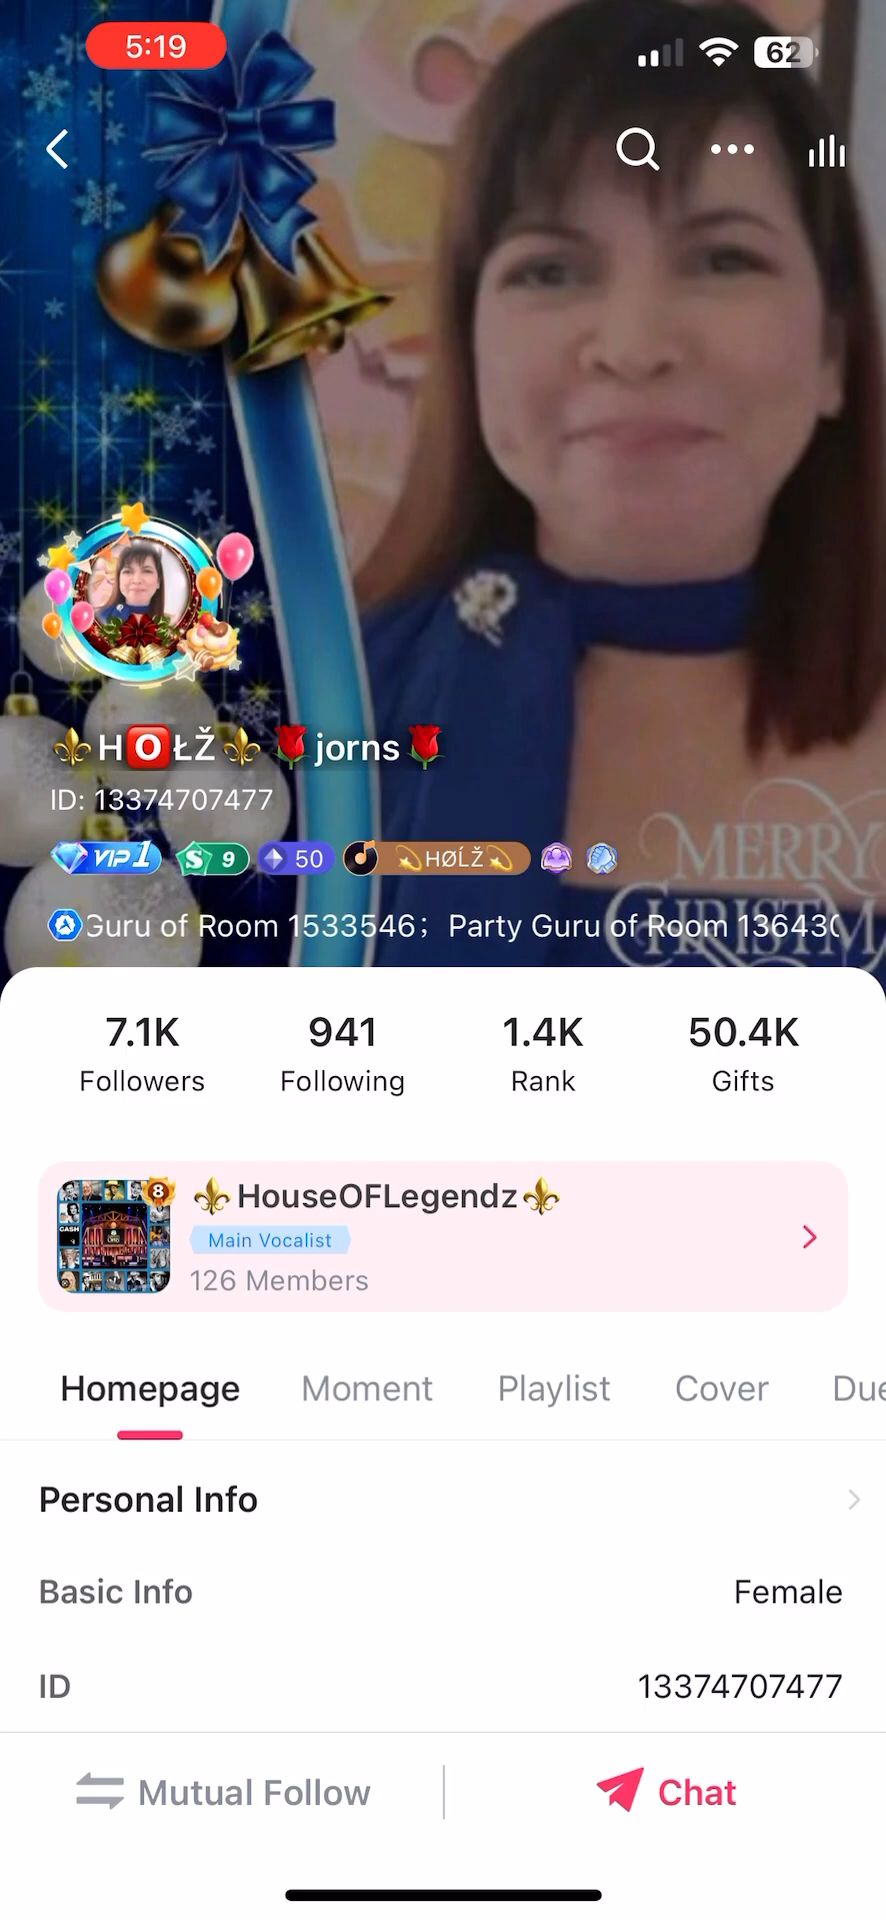 5:19
62
⚜️H🅾️ŁŽ⚜️🌹jorns🌹
ID: 13374707477
VIP1 S 9 50 💫HØĹŽ💫
Guru of Room 1533546; Party Guru of Room 13643
MERRY
CHRISTM
7.1K 941 1.4K 50.4K
Followers Following Rank Gifts
8
CASH
⚜️HouseOFLegendz⚜️
Main Vocalist
126 Members
Homepage Moment Playlist Cover Due
Personal Info
Basic Info Female
ID 13374707477
Mutual Follow Chat